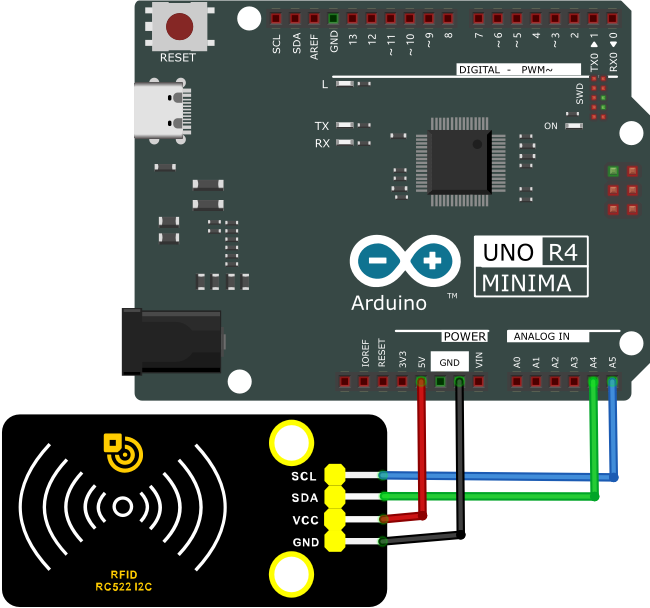 RESET
SCL
SDA
AREF
GND
13
12
~11
~10
~9
8
7
~6
~5
4
~3
2
TX0 ▶ 1
RX0 ◀ 0
DIGITAL - PWM~
SWD
L
TX
RX
ON
UNO R4
MINIMA
Arduino
TM
POWER
ANALOG IN
IOREF
RESET
3V3
5V
GND
VIN
A0
A1
A2
A3
A4
A5
SCL
SDA
VCC
GND
RFID
RC522 I2C